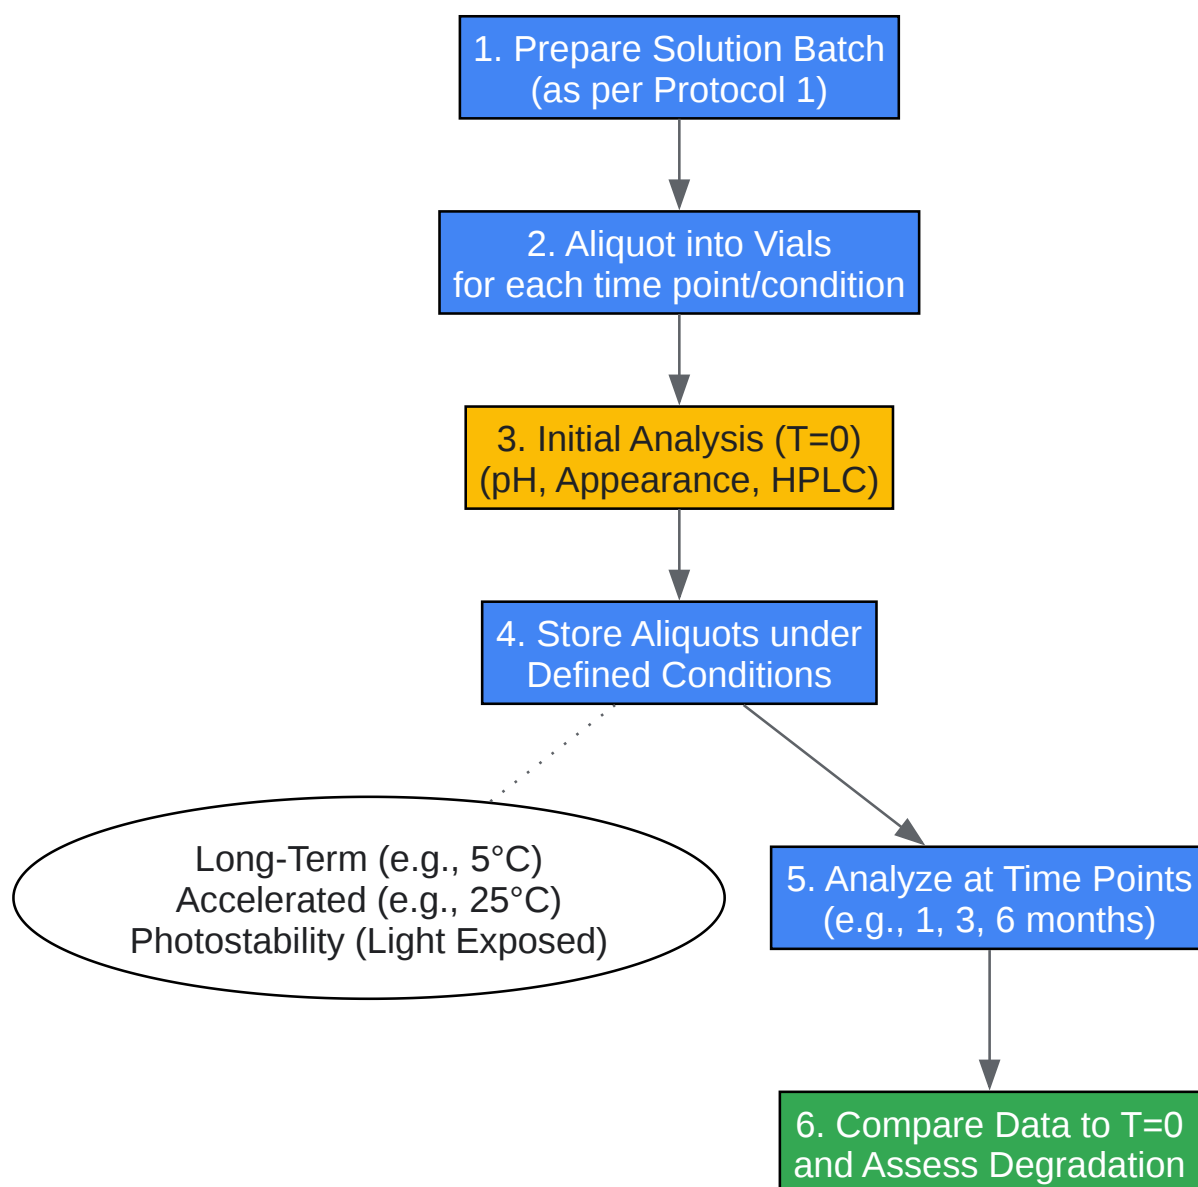 1. Prepare Solution Batch
(as per Protocol 1)
2. Aliquot into Vials
for each time point/condition
3. Initial Analysis (T=0)
(pH, Appearance, HPLC)
4. Store Aliquots under
Defined Conditions
Long-Term (e.g., 5°C)
Accelerated (e.g., 25°C)
Photostability (Light Exposed)
5. Analyze at Time Points
(e.g., 1, 3, 6 months)
6. Compare Data to T=0
and Assess Degradation